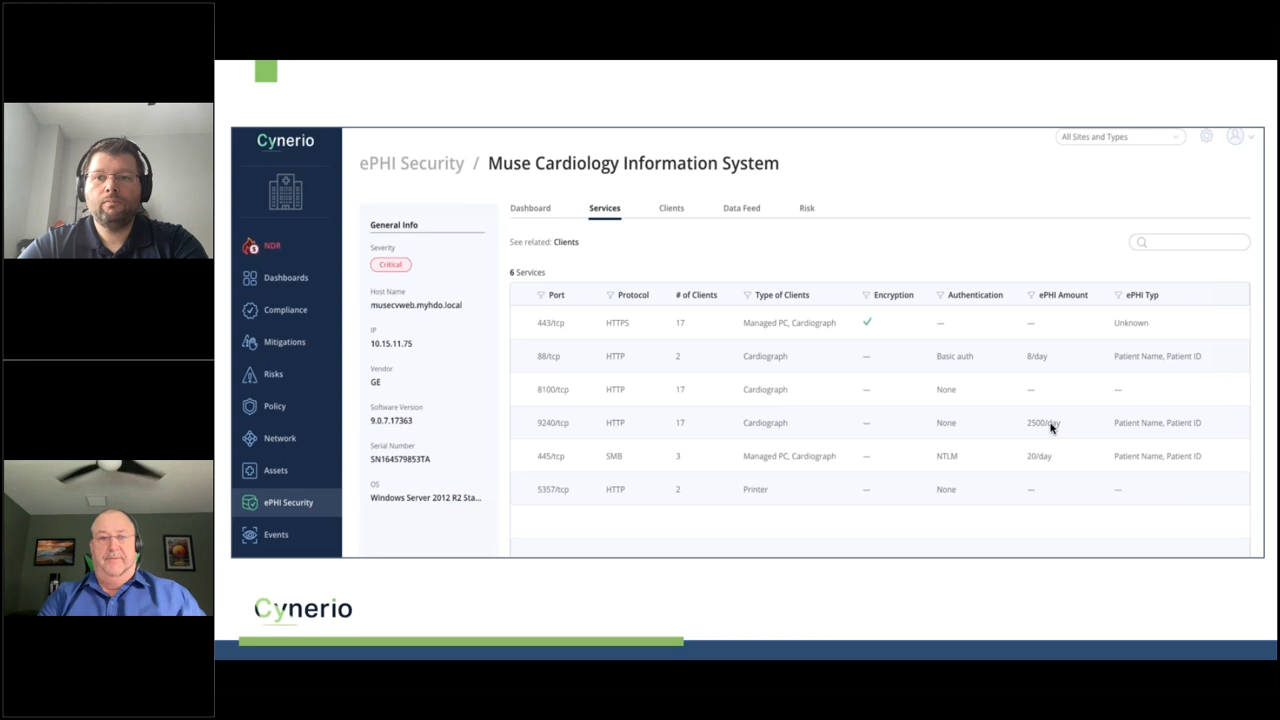 Cynerio
NDR
Dashboards
Compliance
Mitigations
Risks
Policy
Network
Assets
ePHI Security
Events
All Sites and Types
ePHI Security / Muse Cardiology Information System
General Info
Severity
Critical
Host Name
musecvweb.myhdo.local
IP
10.15.11.75
Vendor
GE
Software Version
9.0.7.17363
Serial Number
SN164579853TA
OS
Windows Server 2012 R2 Sta...
Dashboard Services Clients Data Feed Risk
See related: Clients
6 Services
Port Protocol # of Clients Type of Clients Encryption Authentication ePHI Amount ePHI Typ
443/tcp HTTPS 17 Managed PC, Cardiograph ✓ — — Unknown
88/tcp HTTP 2 Cardiograph — Basic auth 8/day Patient Name, Patient ID
8100/tcp HTTP 17 Cardiograph — None — —
9240/tcp HTTP 17 Cardiograph — None 2500/day Patient Name, Patient ID
445/tcp SMB 3 Managed PC, Cardiograph — NTLM 20/day Patient Name, Patient ID
5357/tcp HTTP 2 Printer — None — —
Cynerio